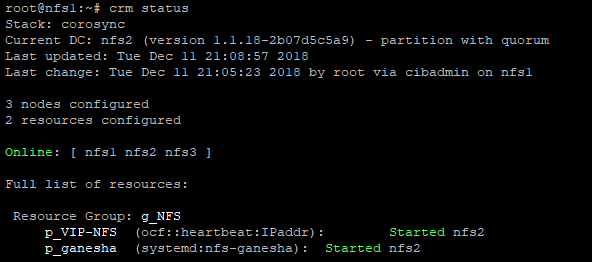 root@nfs1:~# crm status
Stack: corosync
Current DC: nfs2 (version 1.1.18-2b07d5c5a9) - partition with quorum
Last updated: Tue Dec 11 21:08:57 2018
Last change: Tue Dec 11 21:05:23 2018 by root via cibadmin on nfs1
3 nodes configured
2 resources configured
Online: [ nfs1 nfs2 nfs3 ]
Full list of resources:
Resource Group: g_NFS
p_VIP-NFS (ocf::heartbeat:IPaddr): Started nfs2
p_ganesha (systemd:nfs-ganesha): Started nfs2